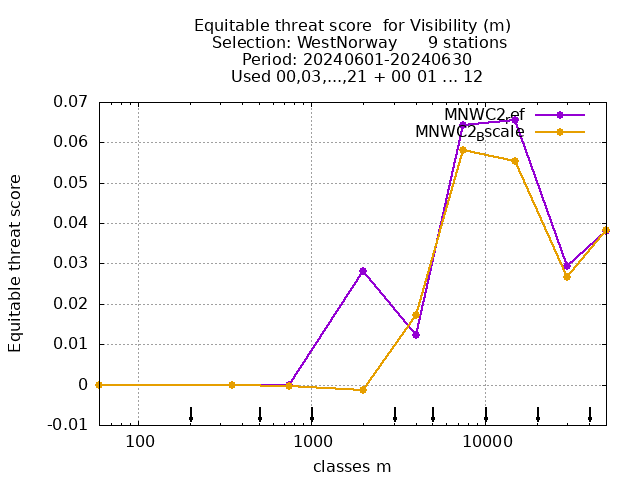 Equitable threat score  for Visibility (m)
Selection: WestNorway      9 stations
Period: 20240601-20240630
Used 00,03,...,21 + 00 01 ... 12
MNWC2_ref
MNWC2_Bscale
0.07
0.06
0.05
0.04
0.03
0.02
0.01
0
-0.01
Equitable threat score
100
1000
10000
classes m